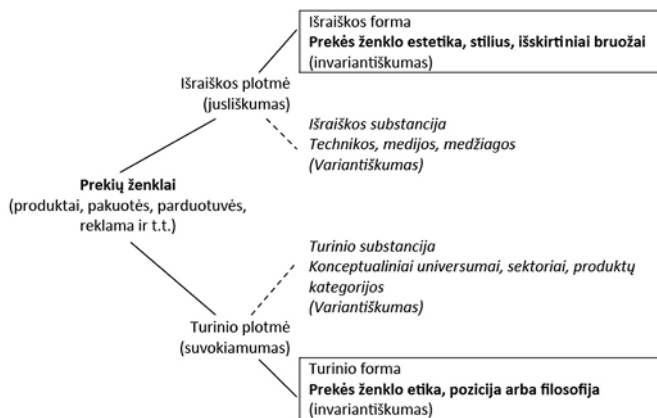 Išraiškos forma
Prekės ženklo estetika, stilius, išskirtiniai bruožai
(invariantiškumas)
Išraiškos plotmė
(jusliškumas)
Išraiškos substancija
Technikos, medijos, medžiagos
(Variantiškumas)
Prekių ženklai
(produktai, pakuotės, parduotuvės,
reklama ir t.t.)
Turinio substancija
Konceptualiniai universumai, sektoriai, produktų
kategorijos
(Variantiškumas)
Turinio plotmė
(suvokiamumas)
Turinio forma
Prekės ženklo etika, pozicija arba filosofija
(invariantiškumas)